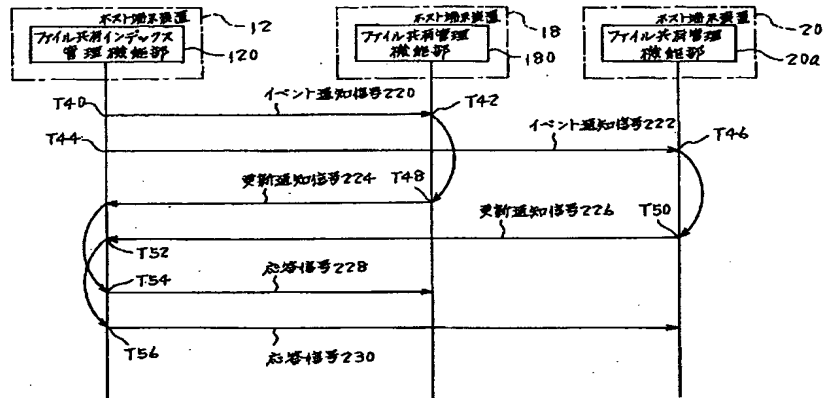 ホスト端末装置
12
ファイル共有インデックス
管理機能部
120
ホスト端末装置
18
ファイル共有管理
機能部
180
ホスト端末装置
20
ファイル共有管理
機能部
20a
T40
イベント通知信号220
T42
T44
イベント通知信号222
T46
更新通知信号224
T48
更新通知信号226
T50
T52
T54
応答信号228
T56
応答信号230